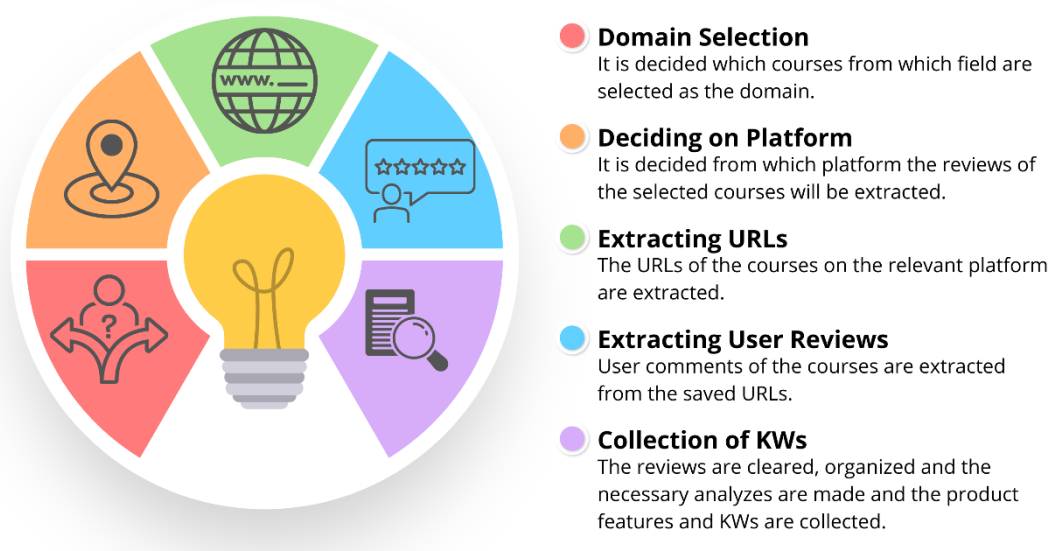 www.
?
Domain Selection
It is decided which courses from which field are
selected as the domain.
Deciding on Platform
It is decided from which platform the reviews of
the selected courses will be extracted.
Extracting URLs
The URLs of the courses on the relevant platform
are extracted.
Extracting User Reviews
User comments of the courses are extracted
from the saved URLs.
Collection of KWs
The reviews are cleared, organized and the
necessary analyzes are made and the product
features and KWs are collected.